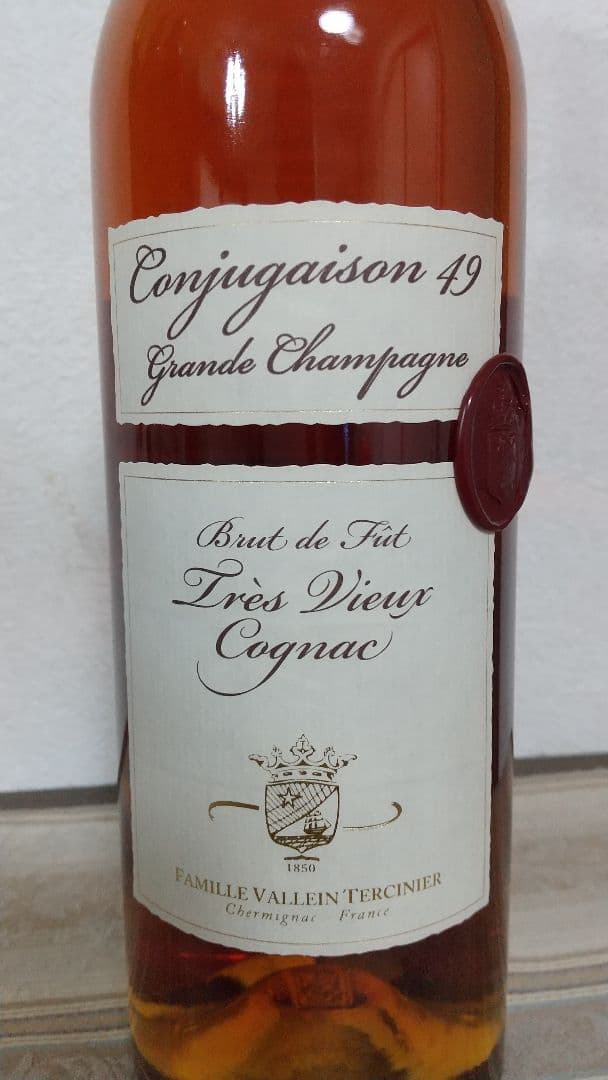 Conjugaison 49
Grande Champagne
Brut de Fût
Très Vieux
Cognac
1850
FAMILLE VALLEIN TERCINIER
Chermignac France